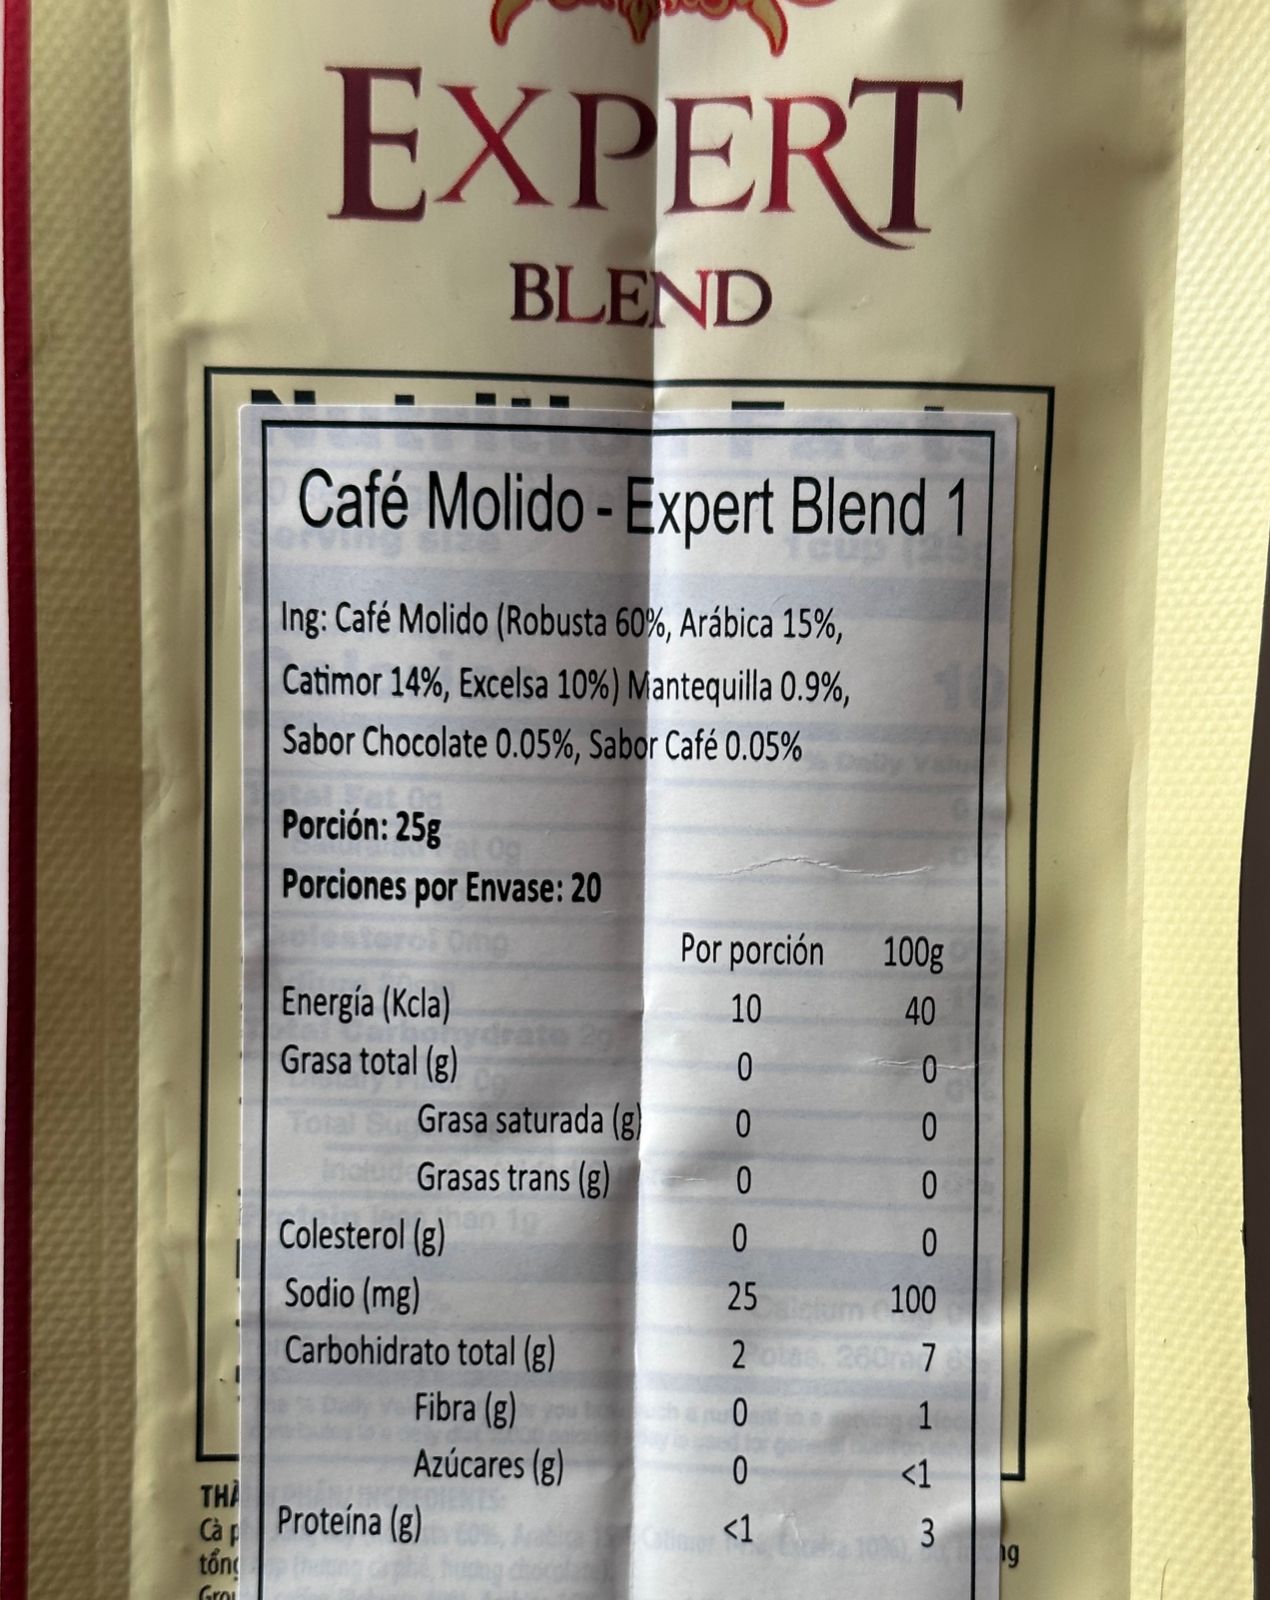 EXPERT
BLEND
Café Molido - Expert Blend 1
Ing: Café Molido (Robusta 60%, Arábica 15%,
Catimor 14%, Excelsa 10%) Mantequilla 0.9%,
Sabor Chocolate 0.05%, Sabor Café 0.05%
Porción: 25g
Porciones por Envase: 20
Por porción 100g
Energía (Kcla) 10 40
Grasa total (g) 0 0
Grasa saturada (g) 0 0
Grasas trans (g) 0 0
Colesterol (g) 0 0
Sodio (mg) 25 100
Carbohidrato total (g) 2 7
Fibra (g) 0 1
Azúcares (g) 0 <1
Proteína (g) <1 3